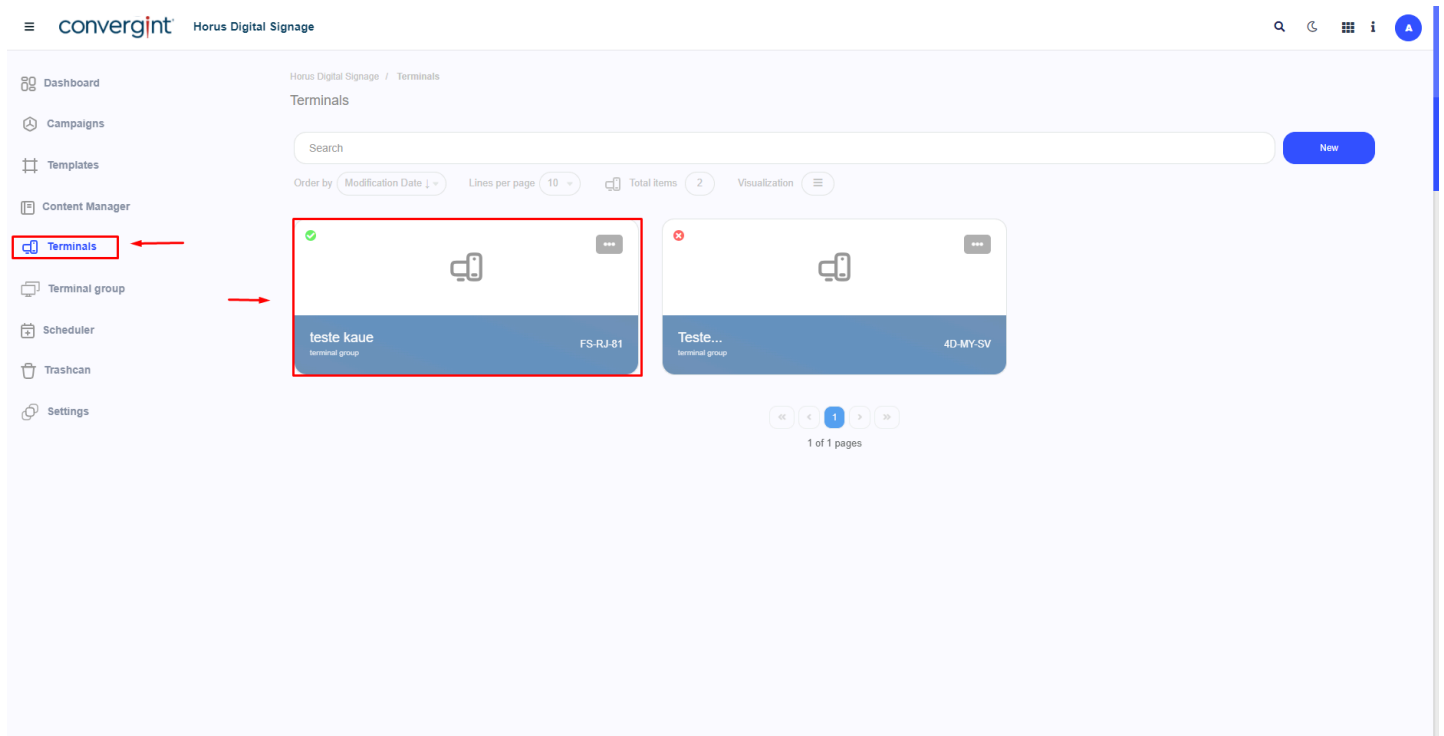 convergint Horus Digital Signage
A
Dashboard
Campaigns
Templates
Content Manager
Terminals
Terminal group
Scheduler
Trashcan
Settings
Horus Digital Signage / Terminals
Terminals
Search
New
Order by Modification Date ↓ Lines per page 10 Total items 2 Visualization
teste kaue
terminal group
FS-RJ-81
Teste...
terminal group
4D-MY-SV
« ‹ 1 › »
1 of 1 pages